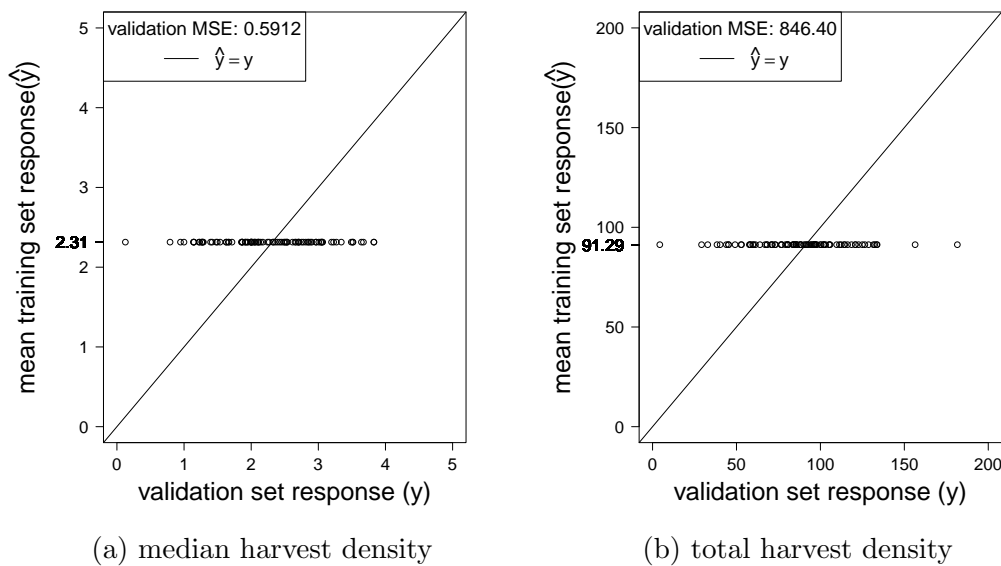 validation MSE: 0.5912
ŷ = y
mean training set response(ŷ)
5
4
3
2.31
2
1
0
0 1 2 3 4 5
validation set response (y)
(a) median harvest density
validation MSE: 846.40
ŷ = y
mean training set response(ŷ)
200
150
100
91.29
50
0
0 50 100 150 200
validation set response (y)
(b) total harvest density